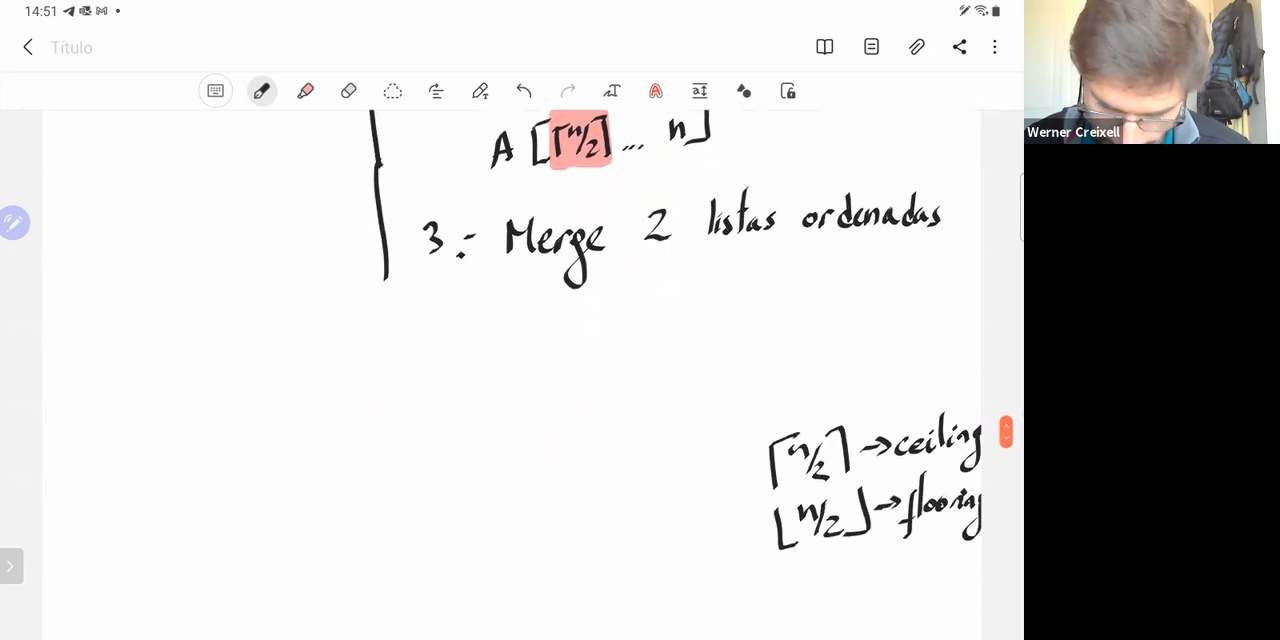 14:51
Título
A [⌈n/2⌉ ... n]
3.- Merge 2 listas ordenadas
⌈n/2⌉ → ceiling
⌊n/2⌋ → flooring
Werner Creixell